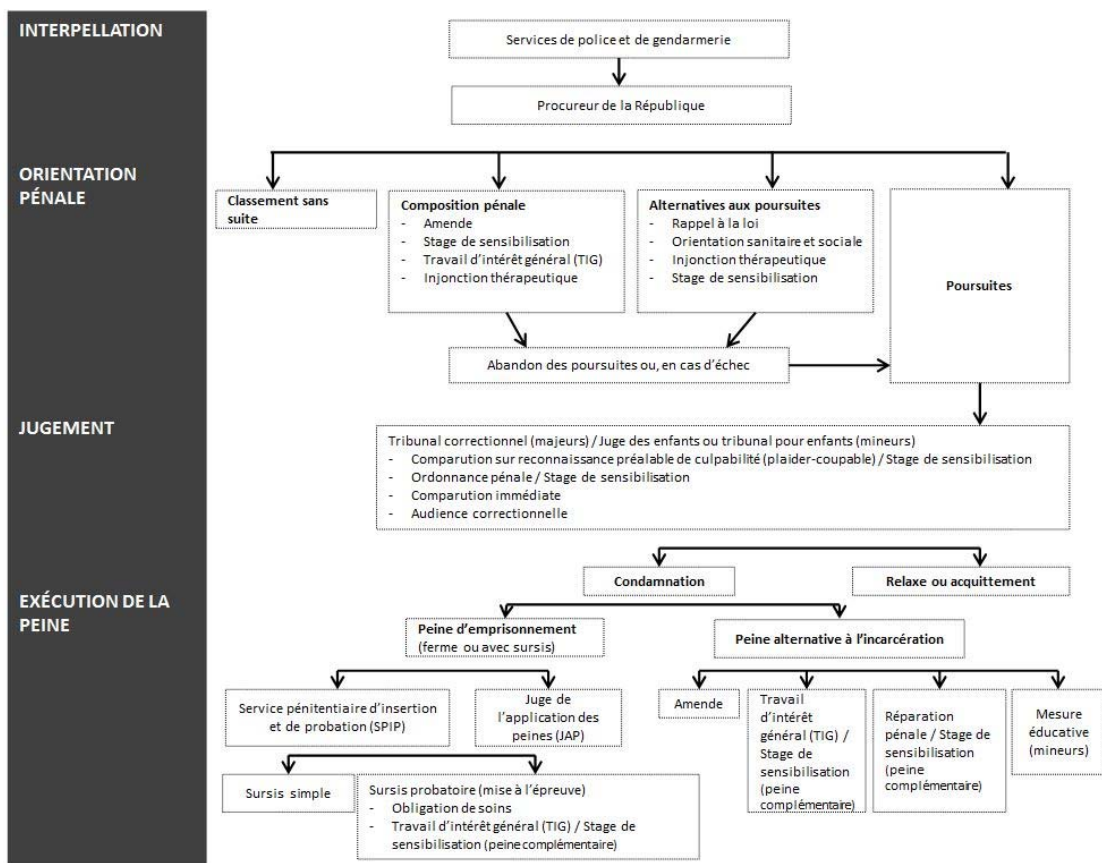 INTERPELLATION
Services de police et de gendarmerie
Procureur de la République
ORIENTATION
PÉNALE
Classement sans
suite
Composition pénale
- Amende
- Stage de sensibilisation
- Travail d'intérêt général (TIG)
- Injonction thérapeutique
Alternatives aux poursuites
- Rappel à la loi
- Orientation sanitaire et sociale
- Injonction thérapeutique
- Stage de sensibilisation
Poursuites
Abandon des poursuites ou, en cas d'échec
JUGEMENT
Tribunal correctionnel (majeurs) / Juge des enfants ou tribunal pour enfants (mineurs)
- Comparution sur reconnaissance préalable de culpabilité (plaider-coupable) / Stage de sensibilisation
- Ordonnance pénale / Stage de sensibilisation
- Comparution immédiate
- Audience correctionnelle
Condamnation
Relaxe ou acquittement
EXÉCUTION DE LA
PEINE
Peine d'emprisonnement
(ferme ou avec sursis)
Peine alternative à l'incarcération
Service pénitentiaire d'insertion
et de probation (SPIP)
Juge de
l'application des
peines (JAP)
Amende
Travail
d'intérêt
général (TIG) /
Stage de
sensibilisation
(peine
complémentaire)
Réparation
pénale / Stage de
sensibilisation
(peine
complémentaire)
Mesure
éducative
(mineurs)
Sursis simple
Sursis probatoire (mise à l'épreuve)
- Obligation de soins
- Travail d'intérêt général (TIG) / Stage de
sensibilisation (peine complémentaire)